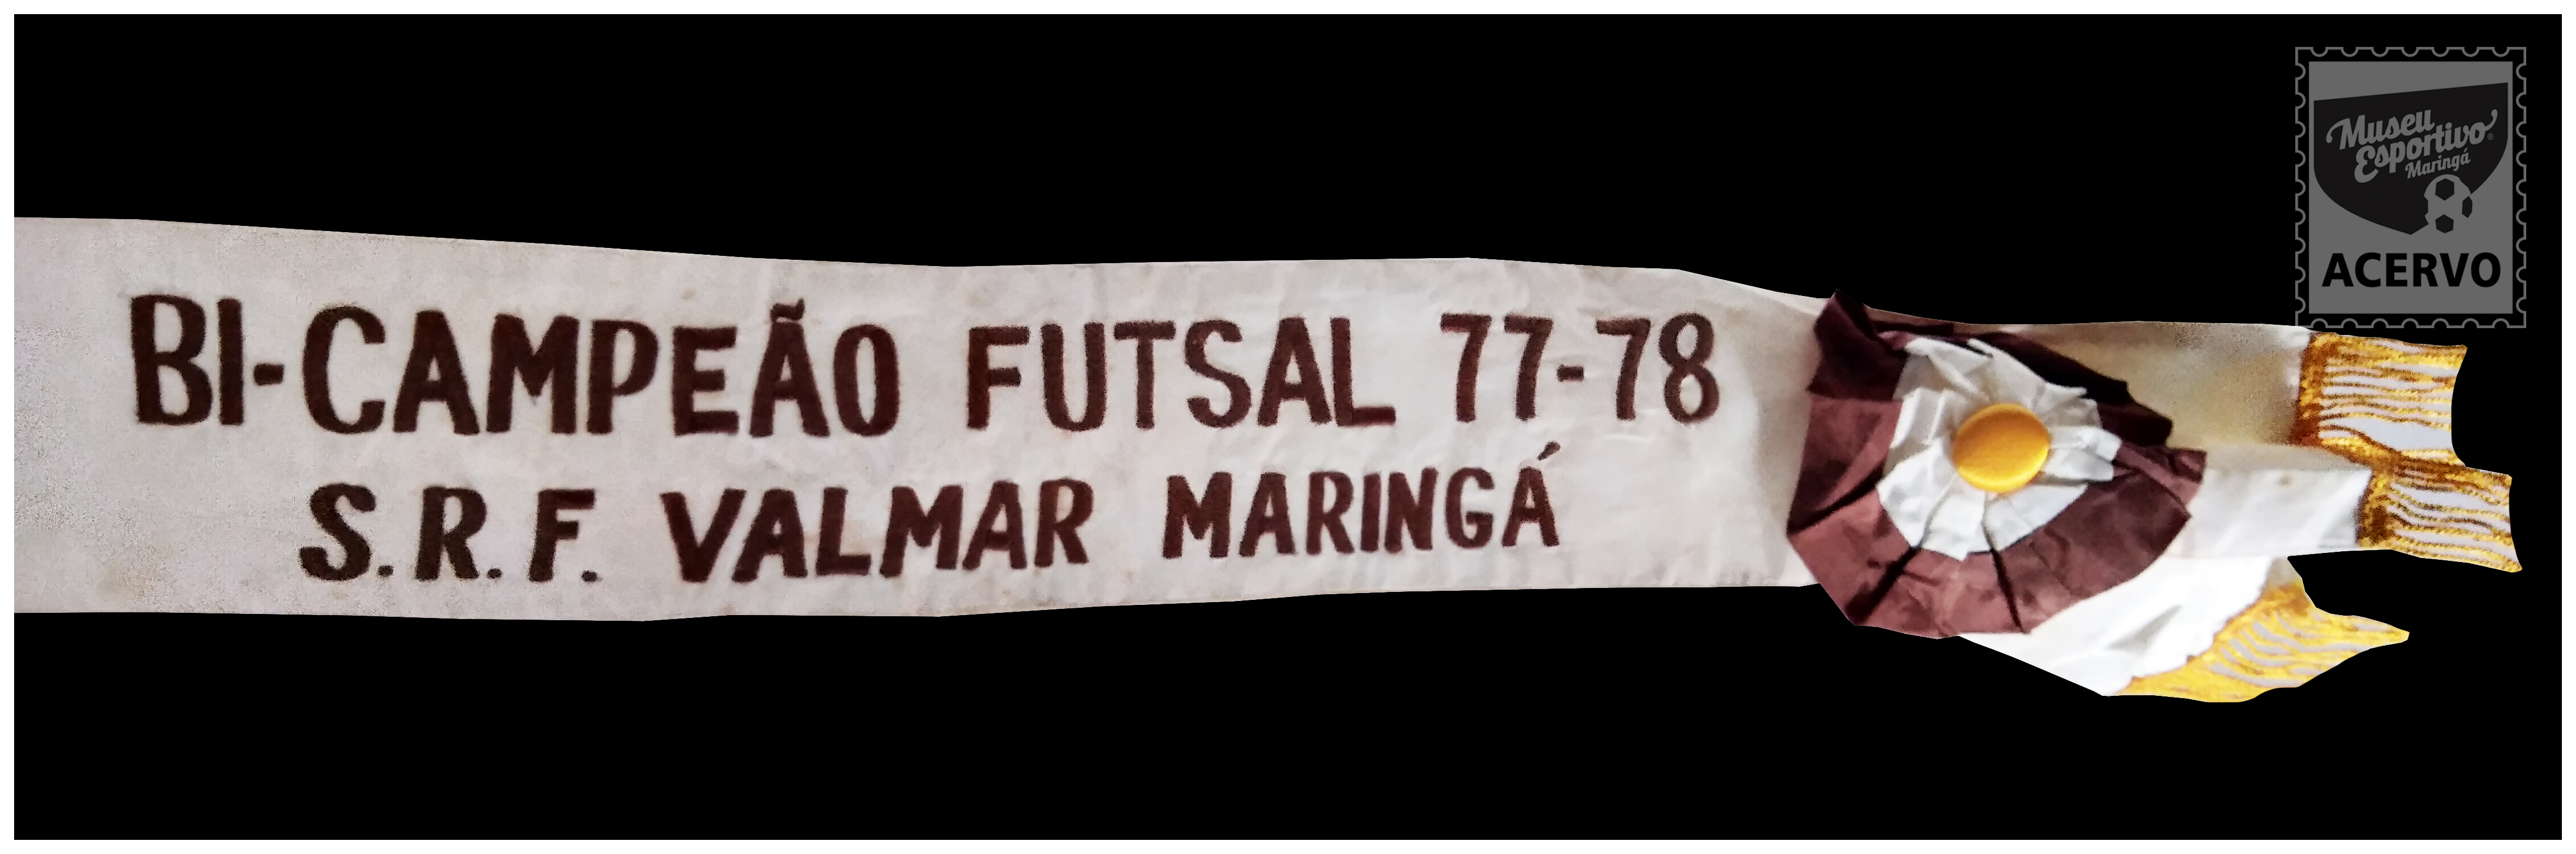 BI-CAMPEÃO FUTSAL 77-78
S.R.F. VALMAR MARINGÁ
Museu
Esportivo®
Maringá
ACERVO